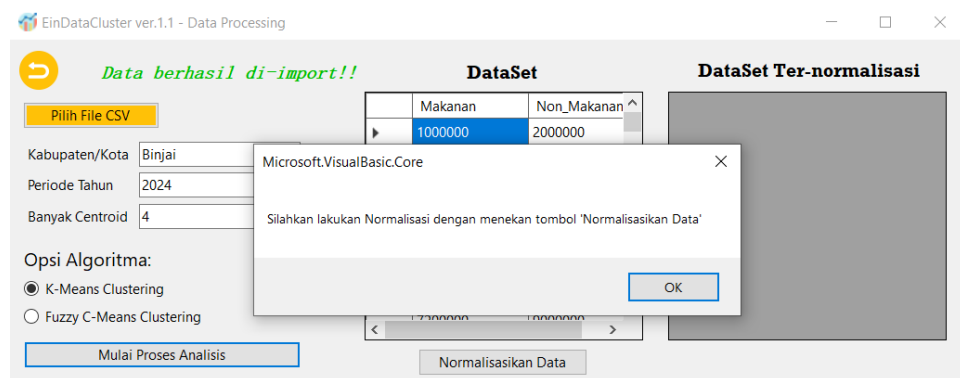 EinDataCluster ver.1.1 - Data Processing
Data berhasil di-import!!
DataSet
DataSet Ter-normalisasi
Pilih File CSV
Makanan Non_Makanan
1000000 2000000
Kabupaten/Kota Binjai
Periode Tahun 2024
Banyak Centroid 4
Microsoft.VisualBasic.Core
Silahkan lakukan Normalisasi dengan menekan tombol 'Normalisasikan Data'
OK
Opsi Algoritma:
K-Means Clustering
Fuzzy C-Means Clustering
Mulai Proses Analisis
Normalisasikan Data